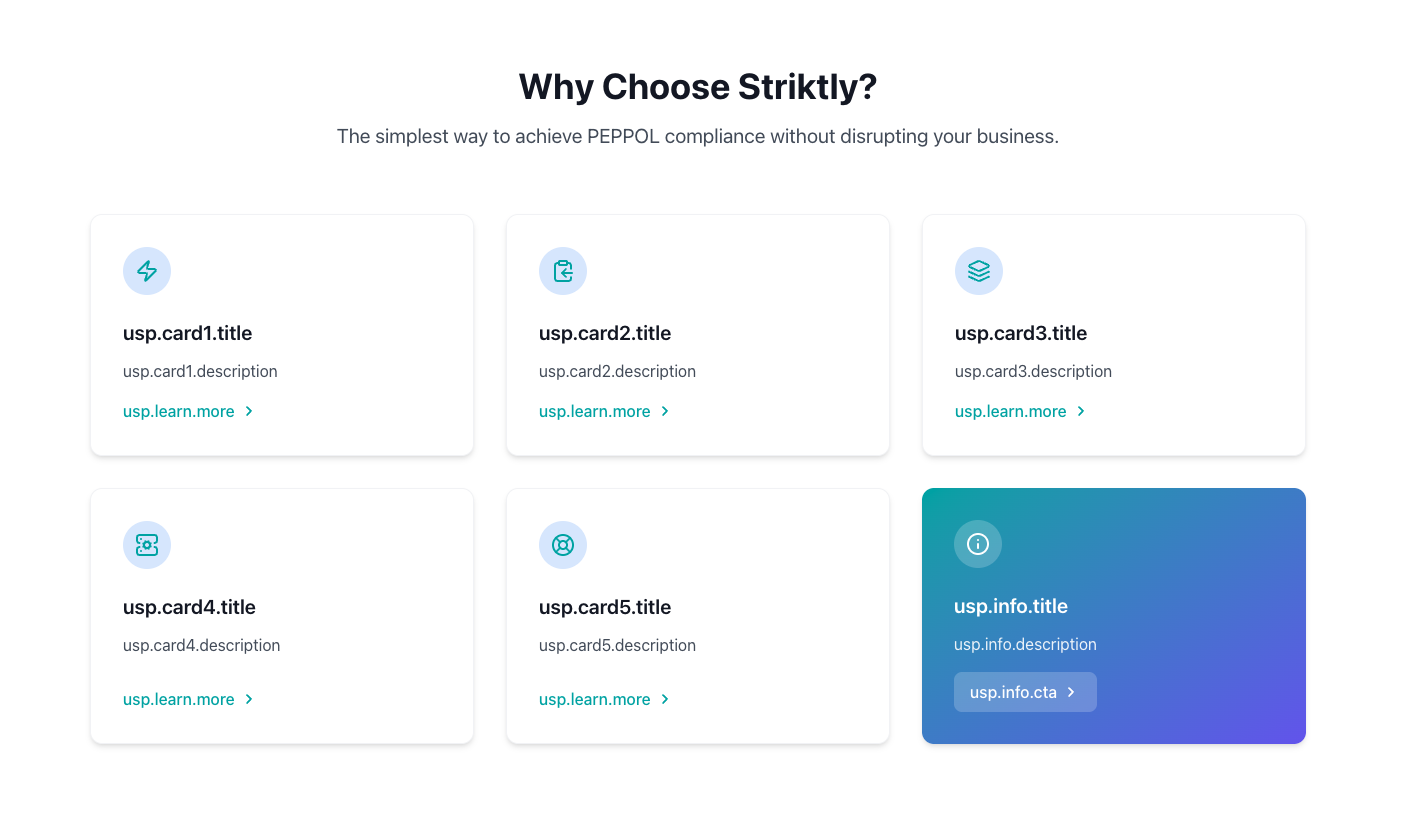 Why Choose Striktly?
The simplest way to achieve PEPPOL compliance without disrupting your business.
usp.card1.title
usp.card1.description
usp.learn.more
usp.card2.title
usp.card2.description
usp.learn.more
usp.card3.title
usp.card3.description
usp.learn.more
usp.card4.title
usp.card4.description
usp.learn.more
usp.card5.title
usp.card5.description
usp.learn.more
usp.info.title
usp.info.description
usp.info.cta